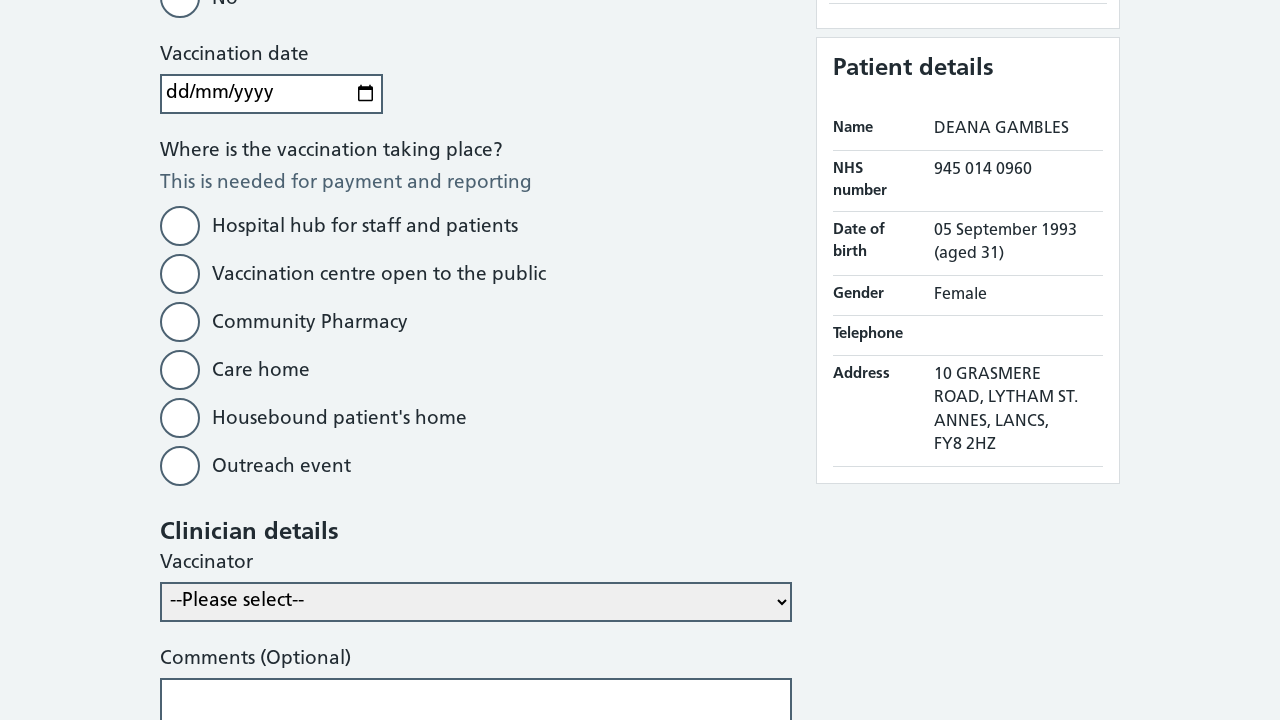 No
Vaccination date
dd/mm/yyyy
Where is the vaccination taking place?
This is needed for payment and reporting
Hospital hub for staff and patients
Vaccination centre open to the public
Community Pharmacy
Care home
Housebound patient's home
Outreach event
Clinician details
Vaccinator
--Please select--
Comments (Optional)
Patient details
Name DEANA GAMBLES
NHS number 945 014 0960
Date of birth 05 September 1993
(aged 31)
Gender Female
Telephone
Address 10 GRASMERE
ROAD, LYTHAM ST.
ANNES, LANCS,
FY8 2HZ